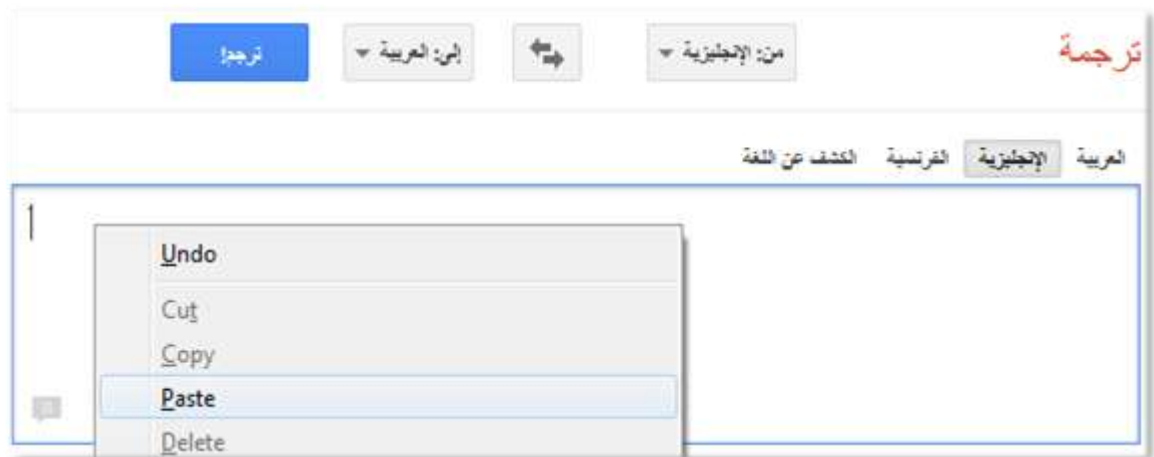 ترجمة
من: الإنجليزية
إلى: العربية
ترجم!
العربية الإنجليزية الفرنسية الكشف عن اللغة
Undo
Cut
Copy
Paste
Delete